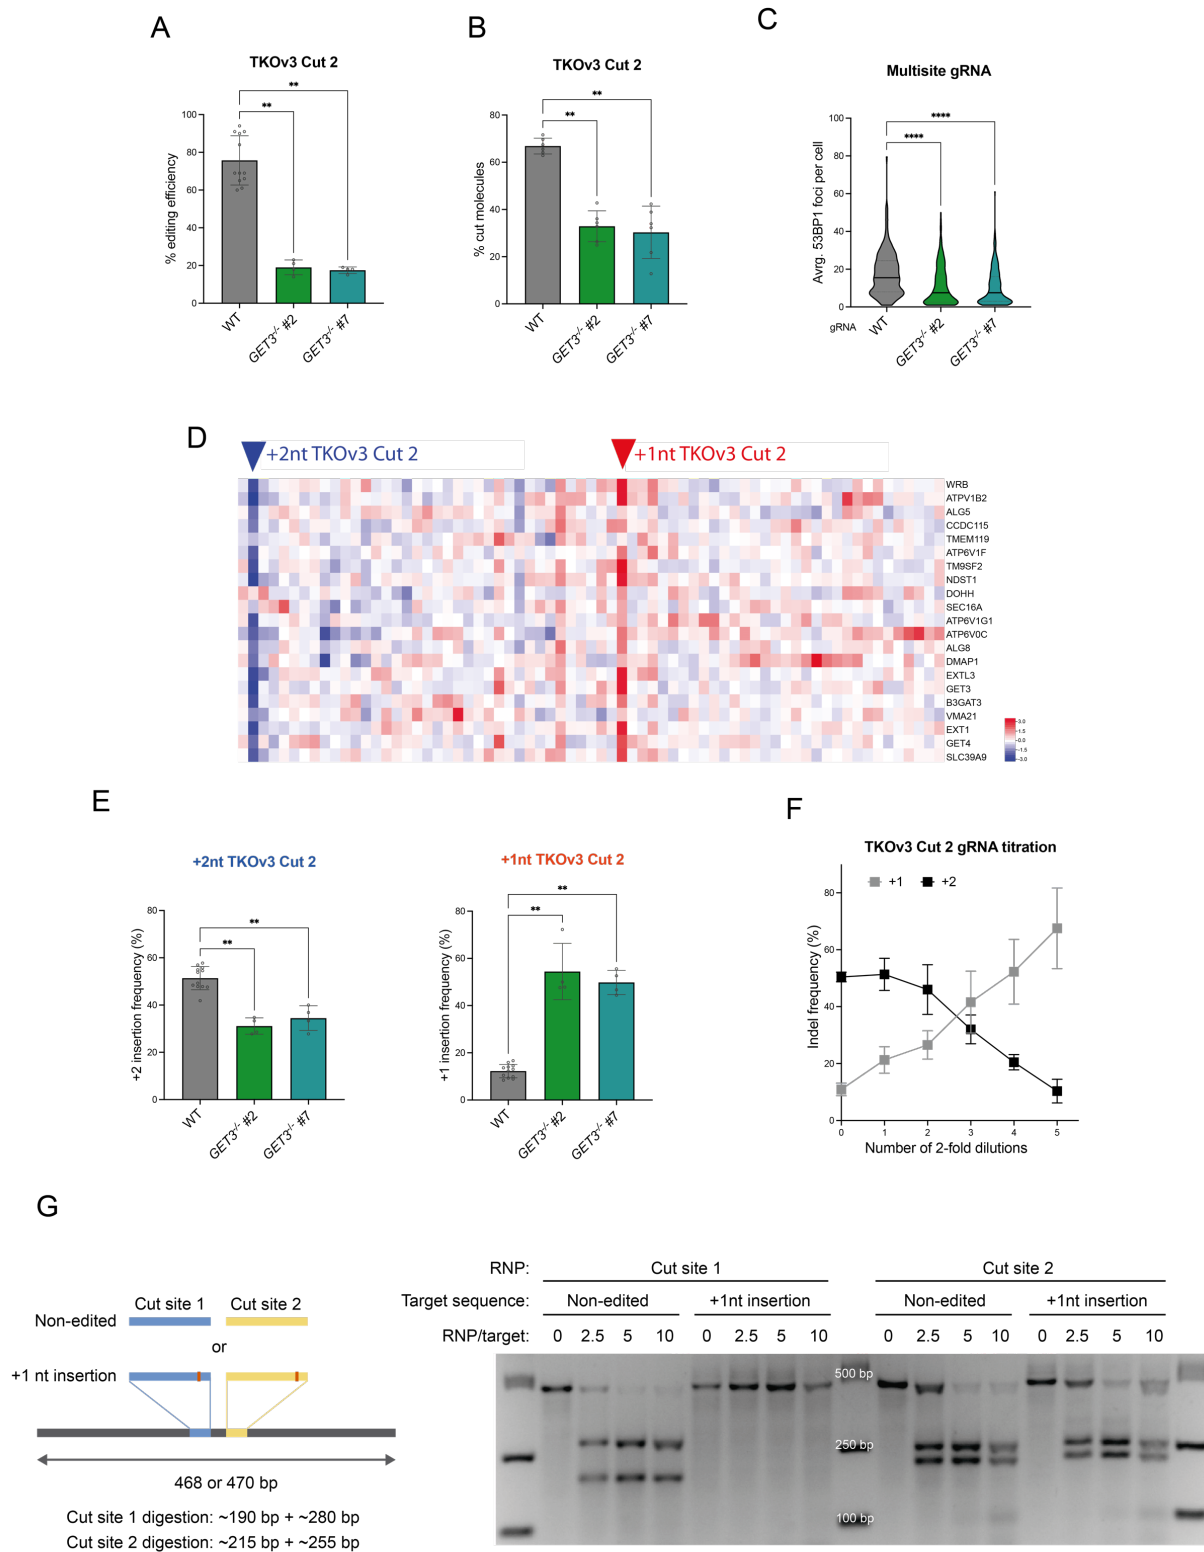 A
TKOv3 Cut 2
**
**
% editing efficiency
100
80
60
40
20
0
WT
GET3-/- #2
GET3-/- #7
B
TKOv3 Cut 2
**
**
% cut molecules
80
60
40
20
0
WT
GET3-/- #2
GET3-/- #7
C
Multisite gRNA
****
****
Avrg. 53BP1 foci per cell
100
80
60
40
20
0
gRNA
WT
GET3-/- #2
GET3-/- #7
D
+2nt TKOv3 Cut 2
+1nt TKOv3 Cut 2
WRB
ATPV1B2
ALG5
CCDC115
TMEM119
ATP6V1F
TM9SF2
NDST1
DOHH
SEC16A
ATP6V1G1
ATP6V0C
ALG8
DMAP1
EXTL3
GET3
B3GAT3
VMA21
EXT1
GET4
SLC39A9
3.0
1.5
0.0
-1.5
-3.0
E
+2nt TKOv3 Cut 2
**
**
+2 insertion frequency (%)
80
60
40
20
0
WT
GET3-/- #2
GET3-/- #7
+1nt TKOv3 Cut 2
**
**
+1 insertion frequency (%)
80
60
40
20
0
WT
GET3-/- #2
GET3-/- #7
F
TKOv3 Cut 2 gRNA titration
+1 +2
Indel frequency (%)
80
60
40
20
0
0 1 2 3 4 5
Number of 2-fold dilutions
G
Cut site 1 Cut site 2
Non-edited
or
+1 nt insertion
468 or 470 bp
Cut site 1 digestion: ~190 bp + ~280 bp
Cut site 2 digestion: ~215 bp + ~255 bp
RNP: Cut site 1 Cut site 2
Target sequence: Non-edited +1nt insertion Non-edited +1nt insertion
RNP/target: 0 2.5 5 10 0 2.5 5 10 0 2.5 5 10 0 2.5 5 10
500 bp
250 bp
100 bp